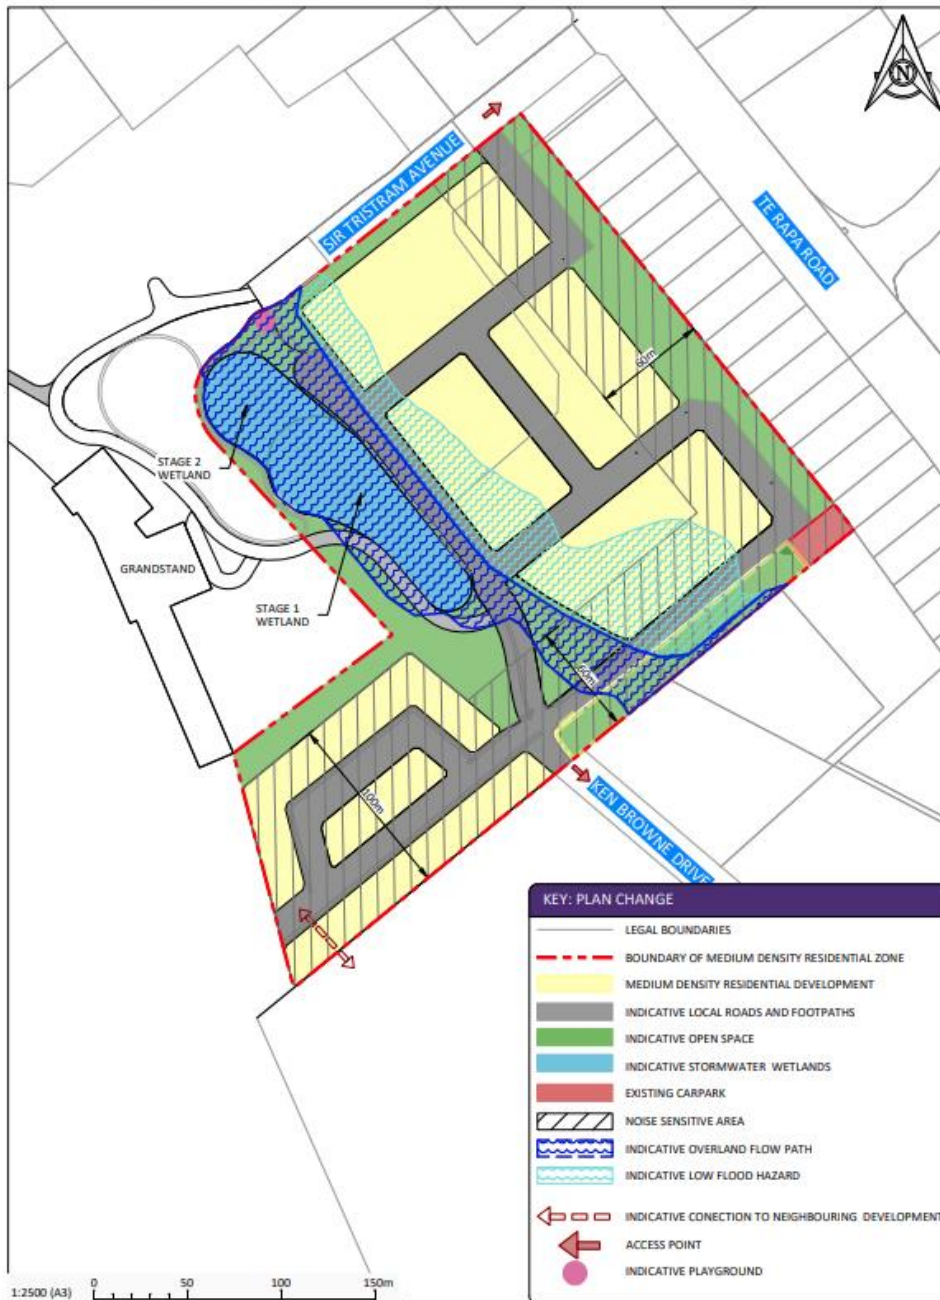 N
SIR TRISTRAM AVENUE
TE RAPA ROAD
60m
STAGE 2
WETLAND
GRANDSTAND
STAGE 1
WETLAND
60m
100m
KEN BROWNE DRIVE
KEY: PLAN CHANGE
LEGAL BOUNDARIES
BOUNDARY OF MEDIUM DENSITY RESIDENTIAL ZONE
MEDIUM DENSITY RESIDENTIAL DEVELOPMENT
INDICATIVE LOCAL ROADS AND FOOTPATHS
INDICATIVE OPEN SPACE
INDICATIVE STORMWATER WETLANDS
EXISTING CARPARK
NOISE SENSITIVE AREA
INDICATIVE OVERLAND FLOW PATH
INDICATIVE LOW FLOOD HAZARD
INDICATIVE CONECTION TO NEIGHBOURING DEVELOPMENT
ACCESS POINT
INDICATIVE PLAYGROUND
1:2500 (A3) 0 50 100 150m